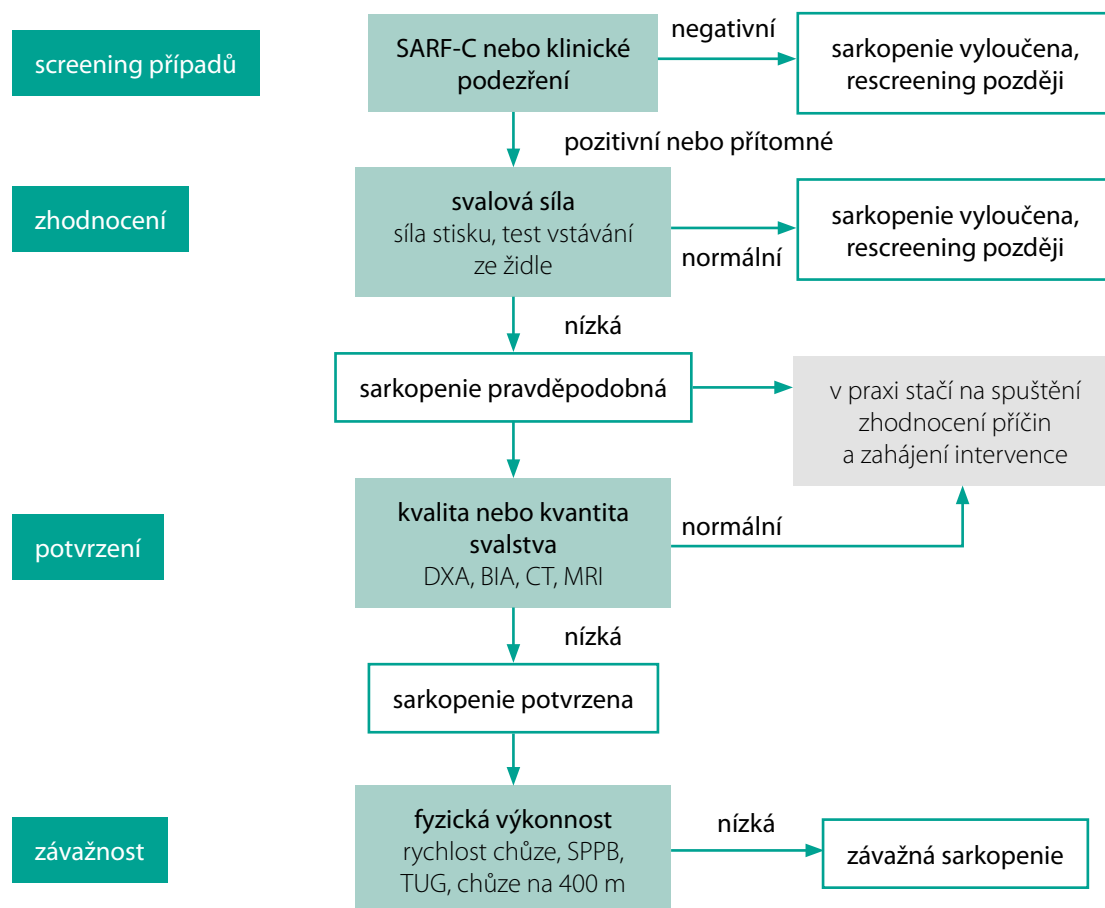 screening případů
SARF-C nebo klinické
podezření
negativní
sarkopenie vyloučena,
rescreening později
pozitivní nebo přítomné
zhodnocení
svalová síla
síla stisku, test vstávání
ze židle
normální
sarkopenie vyloučena,
rescreening později
nízká
sarkopenie pravděpodobná
v praxi stačí na spuštění
zhodnocení příčin
a zahájení intervence
potvrzení
kvalita nebo kvantita
svalstva
DXA, BIA, CT, MRI
normální
nízká
sarkopenie potvrzena
závažnost
fyzická výkonnost
rychlost chůze, SPPB,
TUG, chůze na 400 m
nízká
závažná sarkopenie